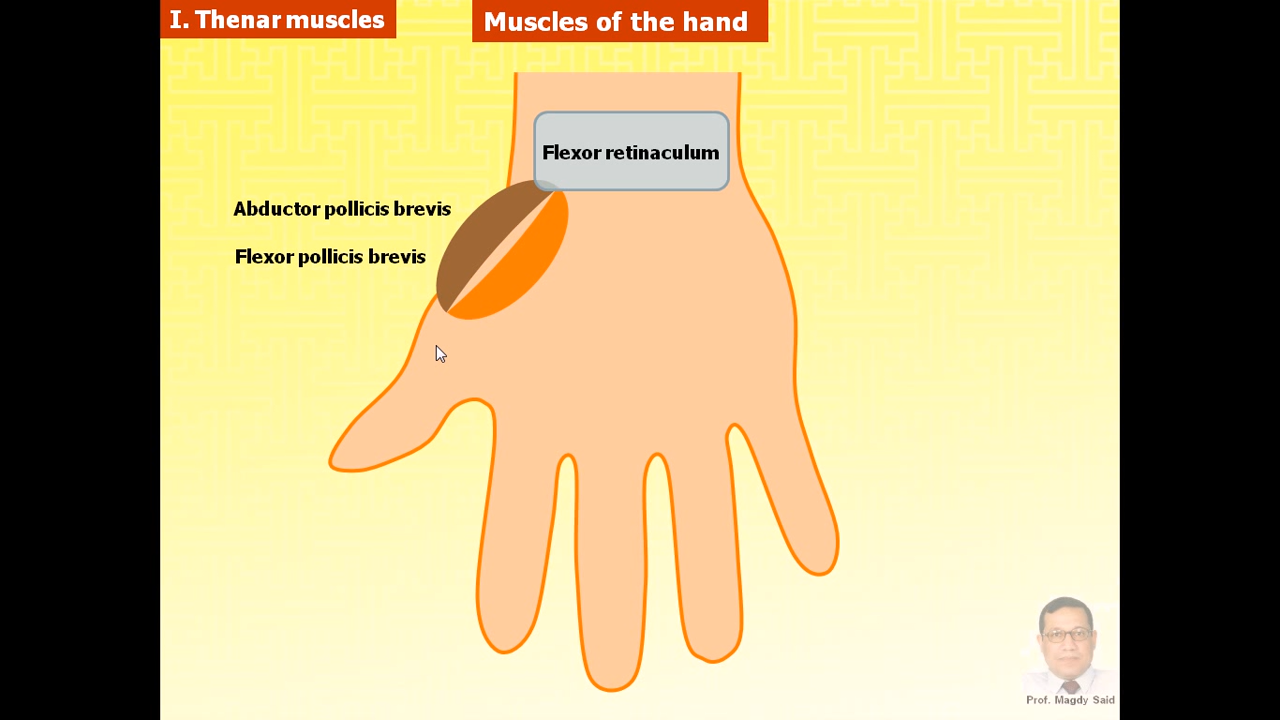 I. Thenar muscles
Muscles of the hand
Flexor retinaculum
Abductor pollicis brevis
Flexor pollicis brevis
Prof. Magdy Said